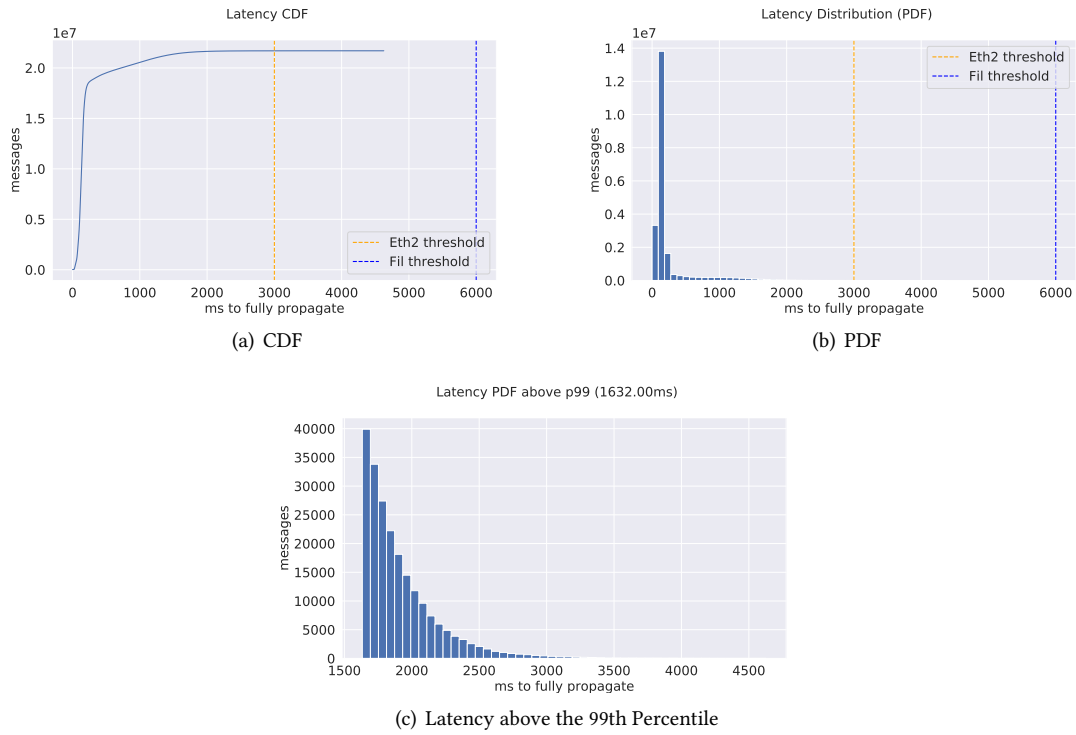 Latency CDF
1e7
messages
2.0
1.5
1.0
0.5
0.0
Eth2 threshold
Fil threshold
0 1000 2000 3000 4000 5000 6000
ms to fully propagate
(a) CDF
Latency Distribution (PDF)
1e7
messages
1.4
1.2
1.0
0.8
0.6
0.4
0.2
0.0
Eth2 threshold
Fil threshold
0 1000 2000 3000 4000 5000 6000
ms to fully propagate
(b) PDF
Latency PDF above p99 (1632.00ms)
messages
40000
35000
30000
25000
20000
15000
10000
5000
0
1500 2000 2500 3000 3500 4000 4500
ms to fully propagate
(c) Latency above the 99th Percentile